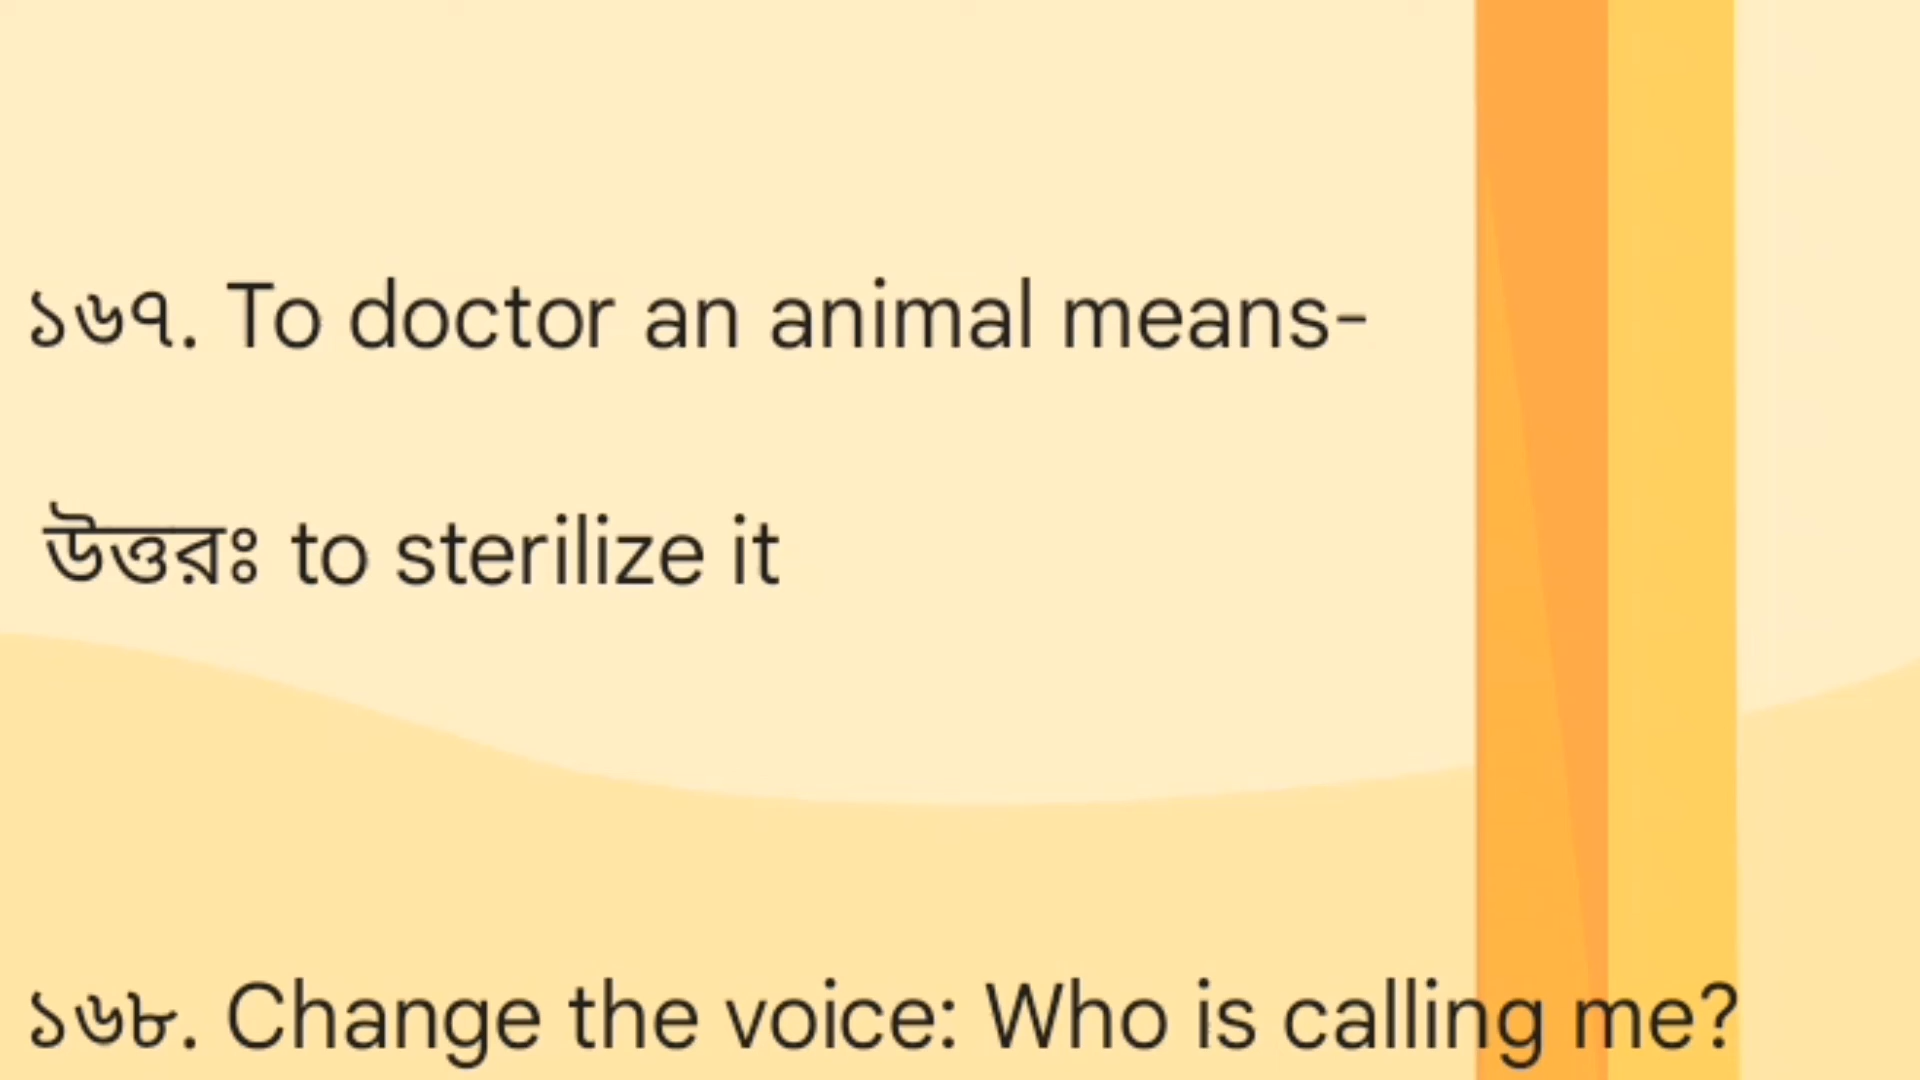 ১৬৭. To doctor an animal means-
উত্তরঃ to sterilize it
১৬৮. Change the voice: Who is calling me?